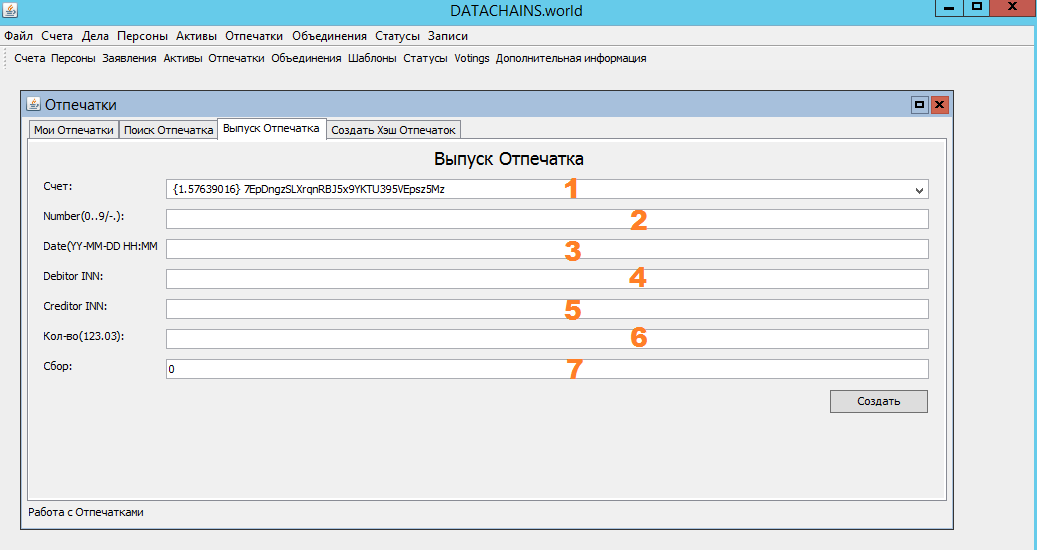 DATACHAINS.world
Файл Счета Дела Персоны Активы Отпечатки Объединения Статусы Записи
Счета Персоны Заявления Активы Отпечатки Объединения Шаблоны Статусы Votings Дополнительная информация
Отпечатки
Мои Отпечатки Поиск Отпечатка Выпуск Отпечатка Создать Хэш Отпечаток
Выпуск Отпечатка
Счет: {1.57639016} 7EpDngzSLXrqnRBJ5x9YKTU395VEpsz5Mz 1
Number(0..9/-.): 2
Date(YY-MM-DD HH:MM 3
Debitor INN: 4
Creditor INN: 5
Кол-во(123.03): 6
Сбор: 0 7
Создать
Работа с Отпечатками